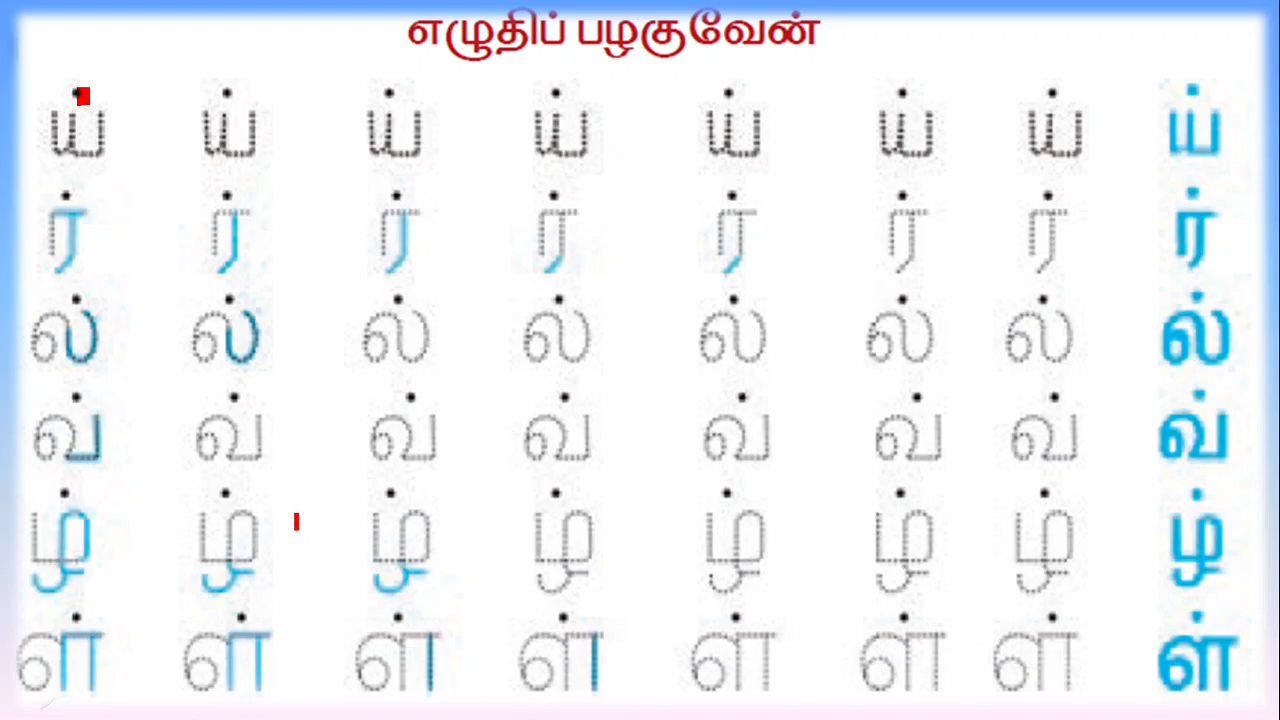 எழுதிப் பழகுவேன்
ய் ய் ய் ய் ய் ய் ய் ய்
ர் ர் ர் ர் ர் ர் ர் ர்
ல் ல் ல் ல் ல் ல் ல் ல்
வ் வ் வ் வ் வ் வ் வ் வ்
ழ் ழ் ழ் ழ் ழ் ழ் ழ் ழ்
ள் ள் ள் ள் ள் ள் ள் ள்